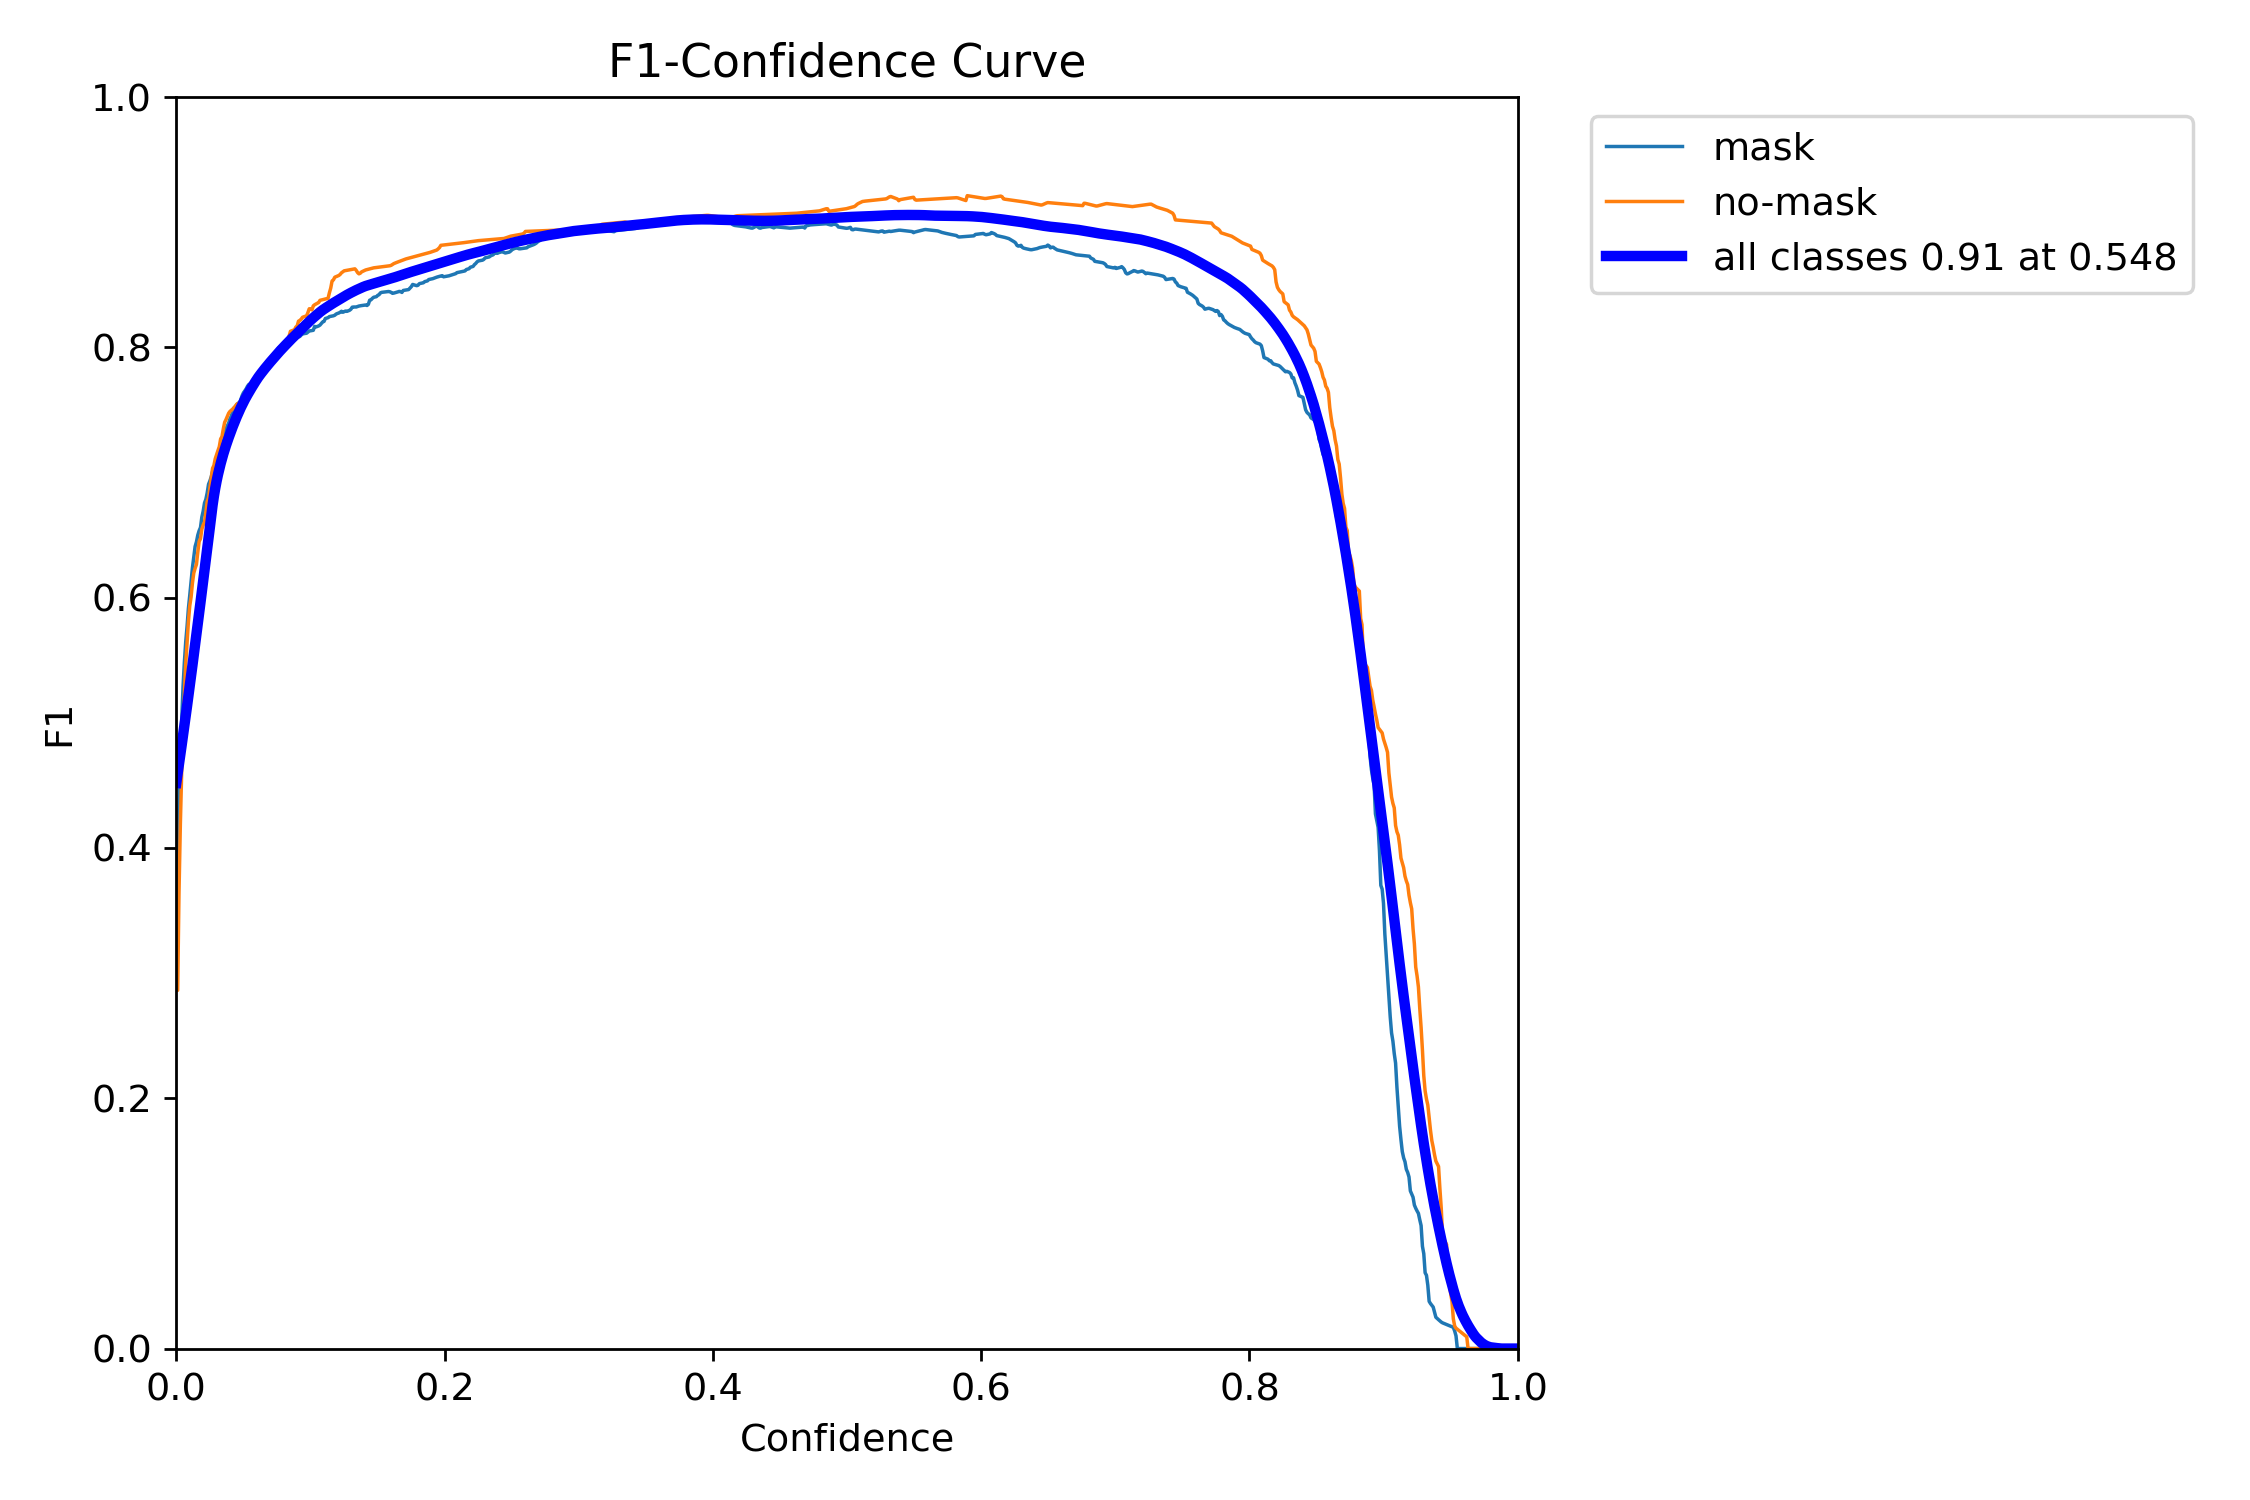 F1-Confidence Curve
1.0
0.8
0.6
0.4
0.2
0.0
F1
0.0 0.2 0.4 0.6 0.8 1.0
Confidence
mask
no-mask
all classes 0.91 at 0.548